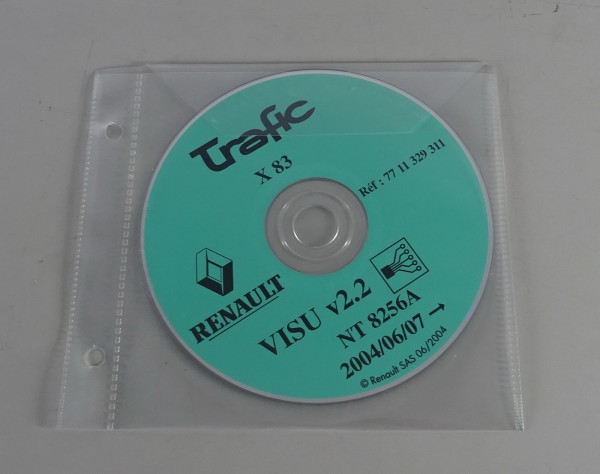 Trafic
X 83
Réf : 77 11 329 311
RENAULT
VISU v2.2
NT 8256A
2004/06/07 →
© Renault SAS 06/2004